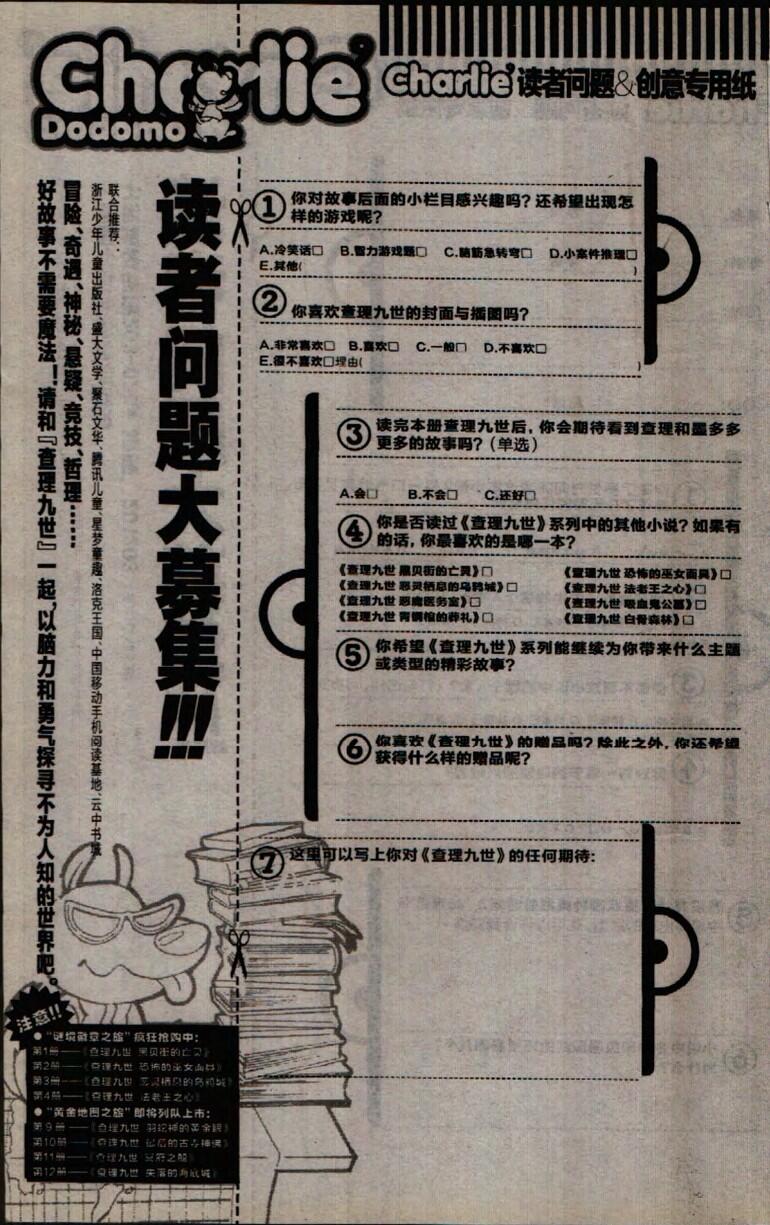 Charlie'
Dodomo
Charlie' 读者问题&创意专用纸
读者问题大募集!!!
联合推荐:
浙江少年儿童出版社、盛大文学、聚石文华、腾讯儿童、星梦童趣、洛克王国、中国移动手机阅读基地、云中书城
冒险、奇遇、神秘、悬疑、竞技、哲理……
好故事不需要魔法!请和『查理九世』一起,以脑力和勇气探寻不为人知的世界吧。
① 你对故事后面的小栏目感兴趣吗?还希望出现怎
样的游戏呢?
A.冷笑话□ B.智力游戏题□ C.脑筋急转弯□ D.小案件推理□
E.其他( )
② 你喜欢查理九世的封面与插图吗?
A.非常喜欢□ B.喜欢□ C.一般□ D.不喜欢□
E.很不喜欢□理由( )
③ 读完本册查理九世后,你会期待看到查理和墨多多
更多的故事吗?(单选)
A.会□ B.不会□ C.还好□
④ 你是否读过《查理九世》系列中的其他小说?如果有
的话,你最喜欢的是哪一本?
《查理九世 黑贝街的亡灵》□ 《查理九世 恐怖的巫女面具》□
《查理九世 恶灵栖息的乌鸦城》□ 《查理九世 法老王之心》□
《查理九世 恶魔医务室》□ 《查理九世 吸血鬼公墓》□
《查理九世 青铜棺的葬礼》□ 《查理九世 白骨森林》□
⑤ 你希望《查理九世》系列能继续为你带来什么主题
或类型的精彩故事?
⑥ 你喜欢《查理九世》的赠品吗?除此之外,你还希望
获得什么样的赠品呢?
⑦ 这里可以写上你对《查理九世》的任何期待:
注意!!
● “谜境徽章之旅”疯狂抢购中:
第1册——《查理九世 黑贝街的亡灵》
第2册——《查理九世 恐怖的巫女面具》
第3册——《查理九世 恶灵栖息的乌鸦城》
第4册——《查理九世 法老王之心》
● “黄金地图之旅”即将列队上市:
第9册——《查理九世 羽蛇神的黄金眼》
第10册——《查理九世 的古寺神佛》
第11册——《查理九世 冥府之船》
第12册——《查理九世 失落的海底城》